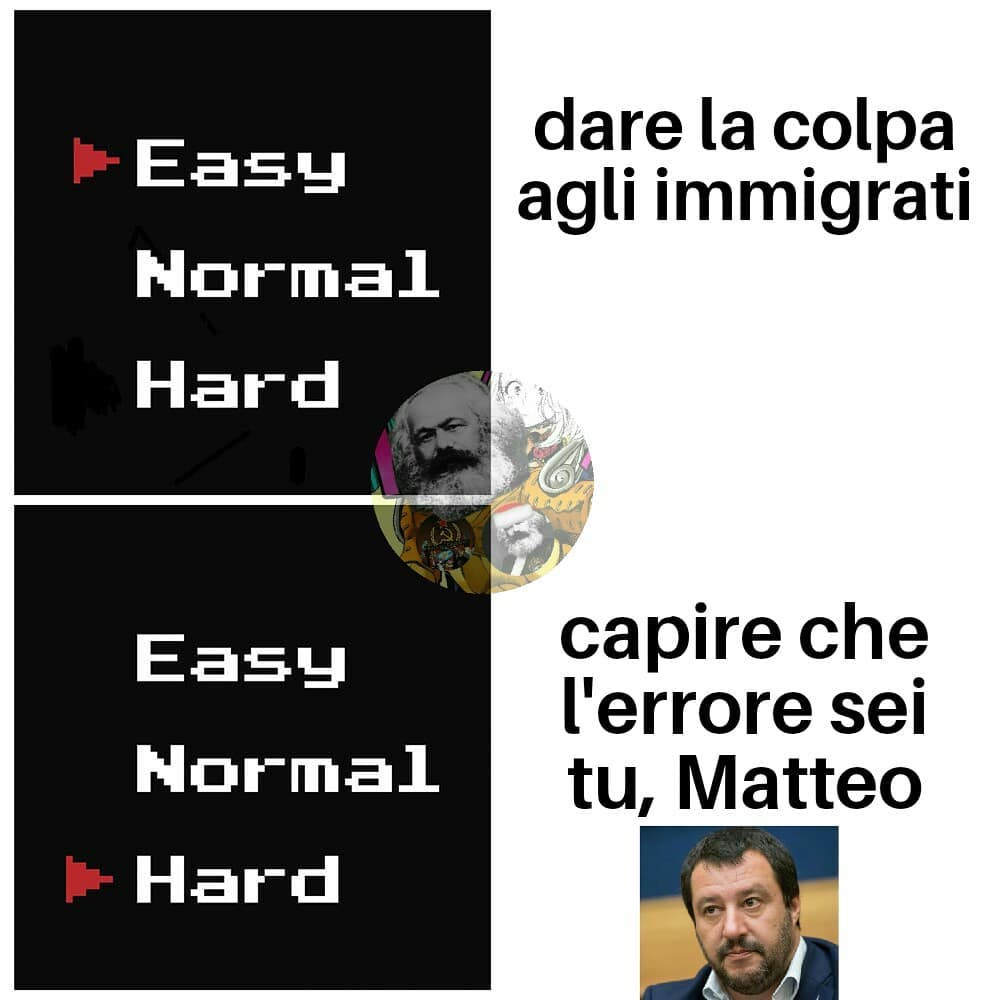 Easy
Normal
Hard
dare la colpa
agli immigrati
Easy
Normal
Hard
capire che
l'errore sei
tu, Matteo